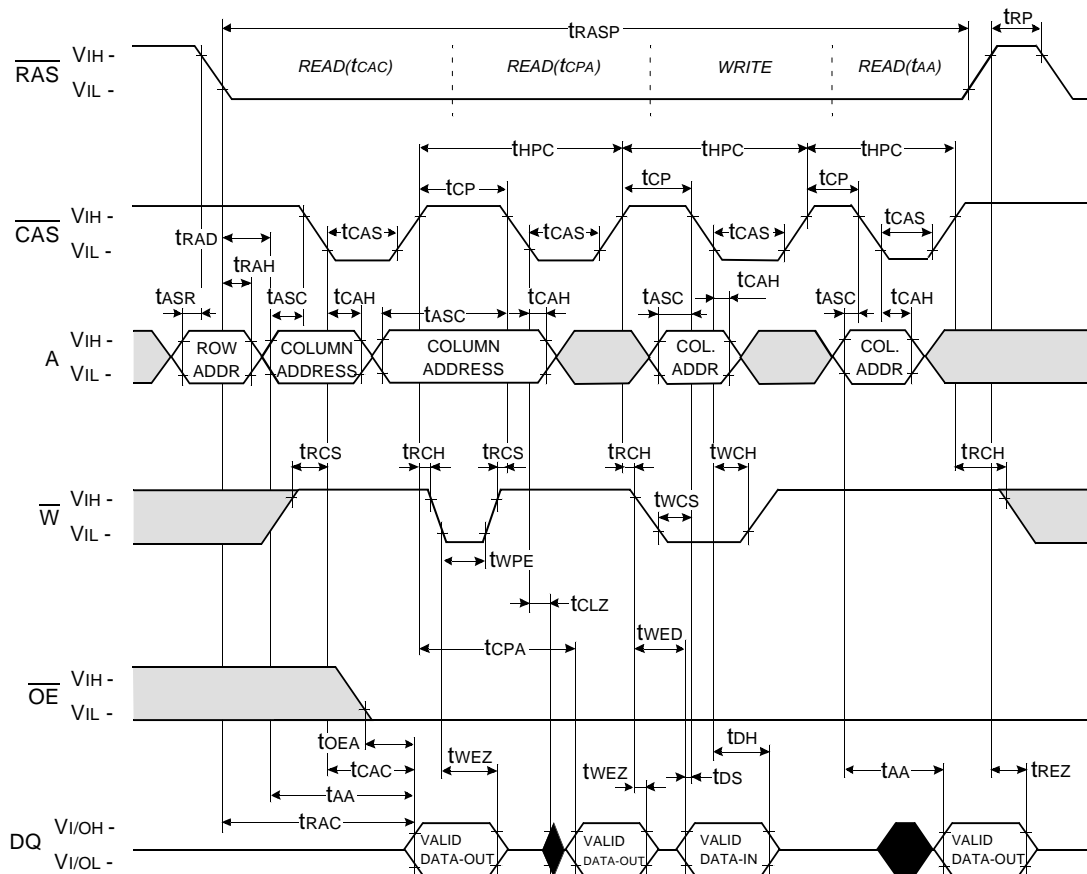 tRASP
tRP
VIH -
RAS
VIL -
READ(tCAC)
READ(tCPA)
WRITE
READ(tAA)
tHPC
tHPC
tHPC
tCP
tCP
tCP
VIH -
CAS
VIL -
tCAS
tCAS
tCAS
tCAS
tRAD
tRAH
tASR
tASC
tCAH
tASC
tCAH
tASC
tCAH
tASC
tCAH
VIH -
A
VIL -
ROW
ADDR
COLUMN
ADDRESS
COLUMN
ADDRESS
COL.
ADDR
COL.
ADDR
tRCS
tRCH
tRCS
tRCH
tWCH
tRCH
VIH -
W
VIL -
tWCS
tWPE
tCLZ
tCPA
tWED
VIH -
OE
VIL -
tOEA
tCAC
tAA
tRAC
tWEZ
tWEZ
tDH
tDS
tAA
tREZ
VI/OH -
DQ
VI/OL -
VALID
DATA-OUT
VALID
DATA-OUT
VALID
DATA-IN
VALID
DATA-OUT